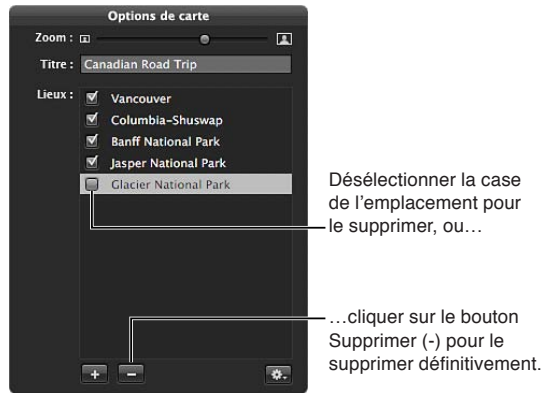 Options de carte
Zoom :
Titre : Canadian Road Trip
Lieux : Vancouver
Columbia-Shuswap
Banff National Park
Jasper National Park
Glacier National Park
Désélectionner la case
de l'emplacement pour
le supprimer, ou…
…cliquer sur le bouton
Supprimer (-) pour le
supprimer définitivement.